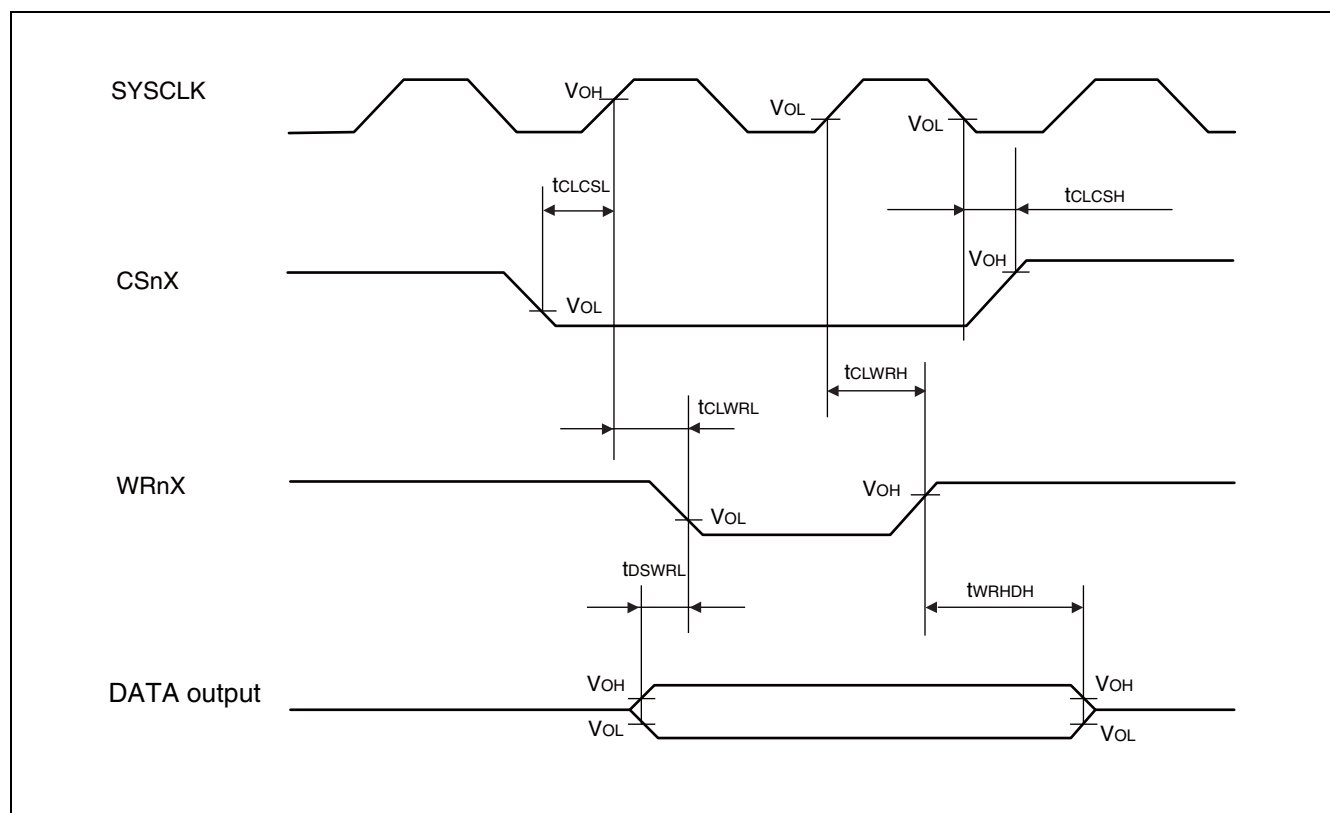 SYSCLK
VOH
VOL
VOL
tCLCSL
tCLCSH
CSnX
VOH
VOL
tCLWRH
tCLWRL
WRnX
VOH
VOL
tDSWRL
tWRHDH
DATA output
VOH
VOH
VOL
VOL